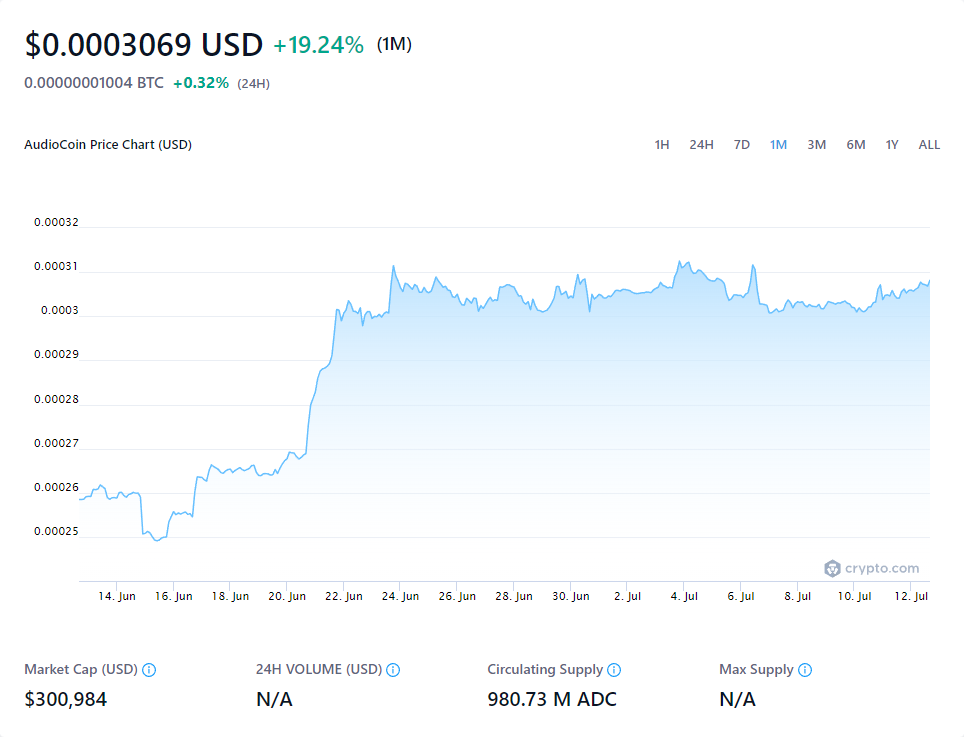 $0.0003069 USD +19.24% (1M)
0.00000001004 BTC +0.32% (24H)
AudioCoin Price Chart (USD) 1H 24H 7D 1M 3M 6M 1Y ALL
0.00032
0.00031
0.0003
0.00029
0.00028
0.00027
0.00026
0.00025
crypto.com
14. Jun 16. Jun 18. Jun 20. Jun 22. Jun 24. Jun 26. Jun 28. Jun 30. Jun 2. Jul 4. Jul 6. Jul 8. Jul 10. Jul 12. Jul
Market Cap (USD) 24H VOLUME (USD) Circulating Supply Max Supply
$300,984 N/A 980.73 M ADC N/A